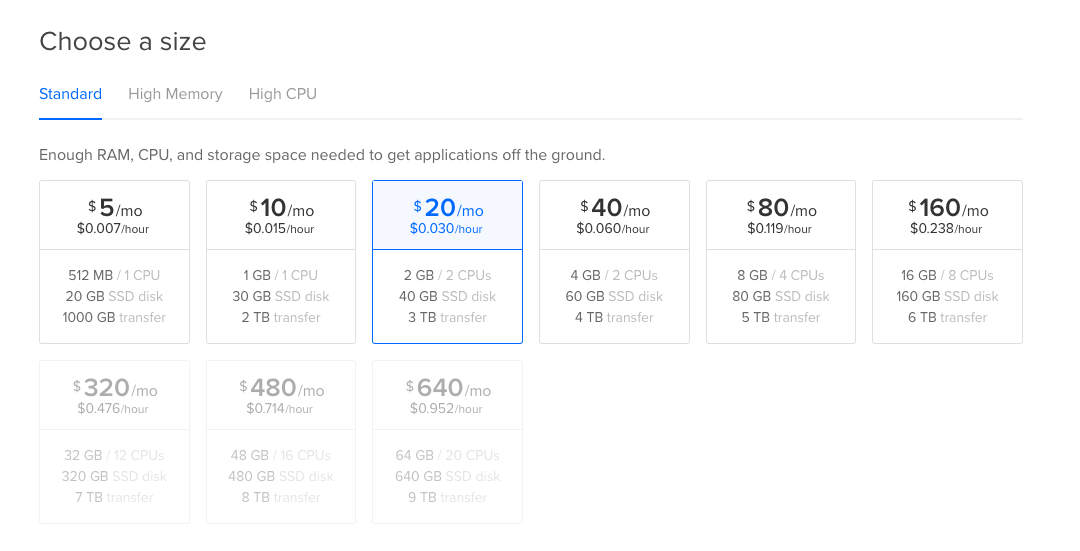 Choose a size
Standard High Memory High CPU
Enough RAM, CPU, and storage space needed to get applications off the ground.
$5/mo
$0.007/hour
512 MB / 1 CPU
20 GB SSD disk
1000 GB transfer
$10/mo
$0.015/hour
1 GB / 1 CPU
30 GB SSD disk
2 TB transfer
$20/mo
$0.030/hour
2 GB / 2 CPUs
40 GB SSD disk
3 TB transfer
$40/mo
$0.060/hour
4 GB / 2 CPUs
60 GB SSD disk
4 TB transfer
$80/mo
$0.119/hour
8 GB / 4 CPUs
80 GB SSD disk
5 TB transfer
$160/mo
$0.238/hour
16 GB / 8 CPUs
160 GB SSD disk
6 TB transfer
$320/mo
$0.476/hour
32 GB / 12 CPUs
320 GB SSD disk
7 TB transfer
$480/mo
$0.714/hour
48 GB / 16 CPUs
480 GB SSD disk
8 TB transfer
$640/mo
$0.952/hour
64 GB / 20 CPUs
640 GB SSD disk
9 TB transfer